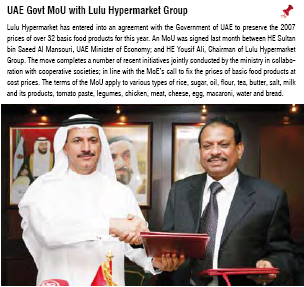 UAE Govt MoU with Lulu Hypermarket Group
Lulu Hypermarket has entered into an agreement with the Government of UAE to preserve the 2007
prices of over 32 basic food products for this year. An MoU was signed last month between HE Sultan
bin Saeed Al Mansouri, UAE Minister of Economy; and HE Yousif Ali, Chairman of Lulu Hypermarket
Group. The move completes a number of recent initiatives jointly conducted by the ministry in collabo-
ration with cooperative societies; in line with the MoE's call to fix the prices of basic food products at
cost prices. The terms of the MoU apply to various types of rice, sugar, oil, flour, tea, butter, salt, milk
and its products, tomato paste, legumes, chicken, meat, cheese, egg, macaroni, water and bread.